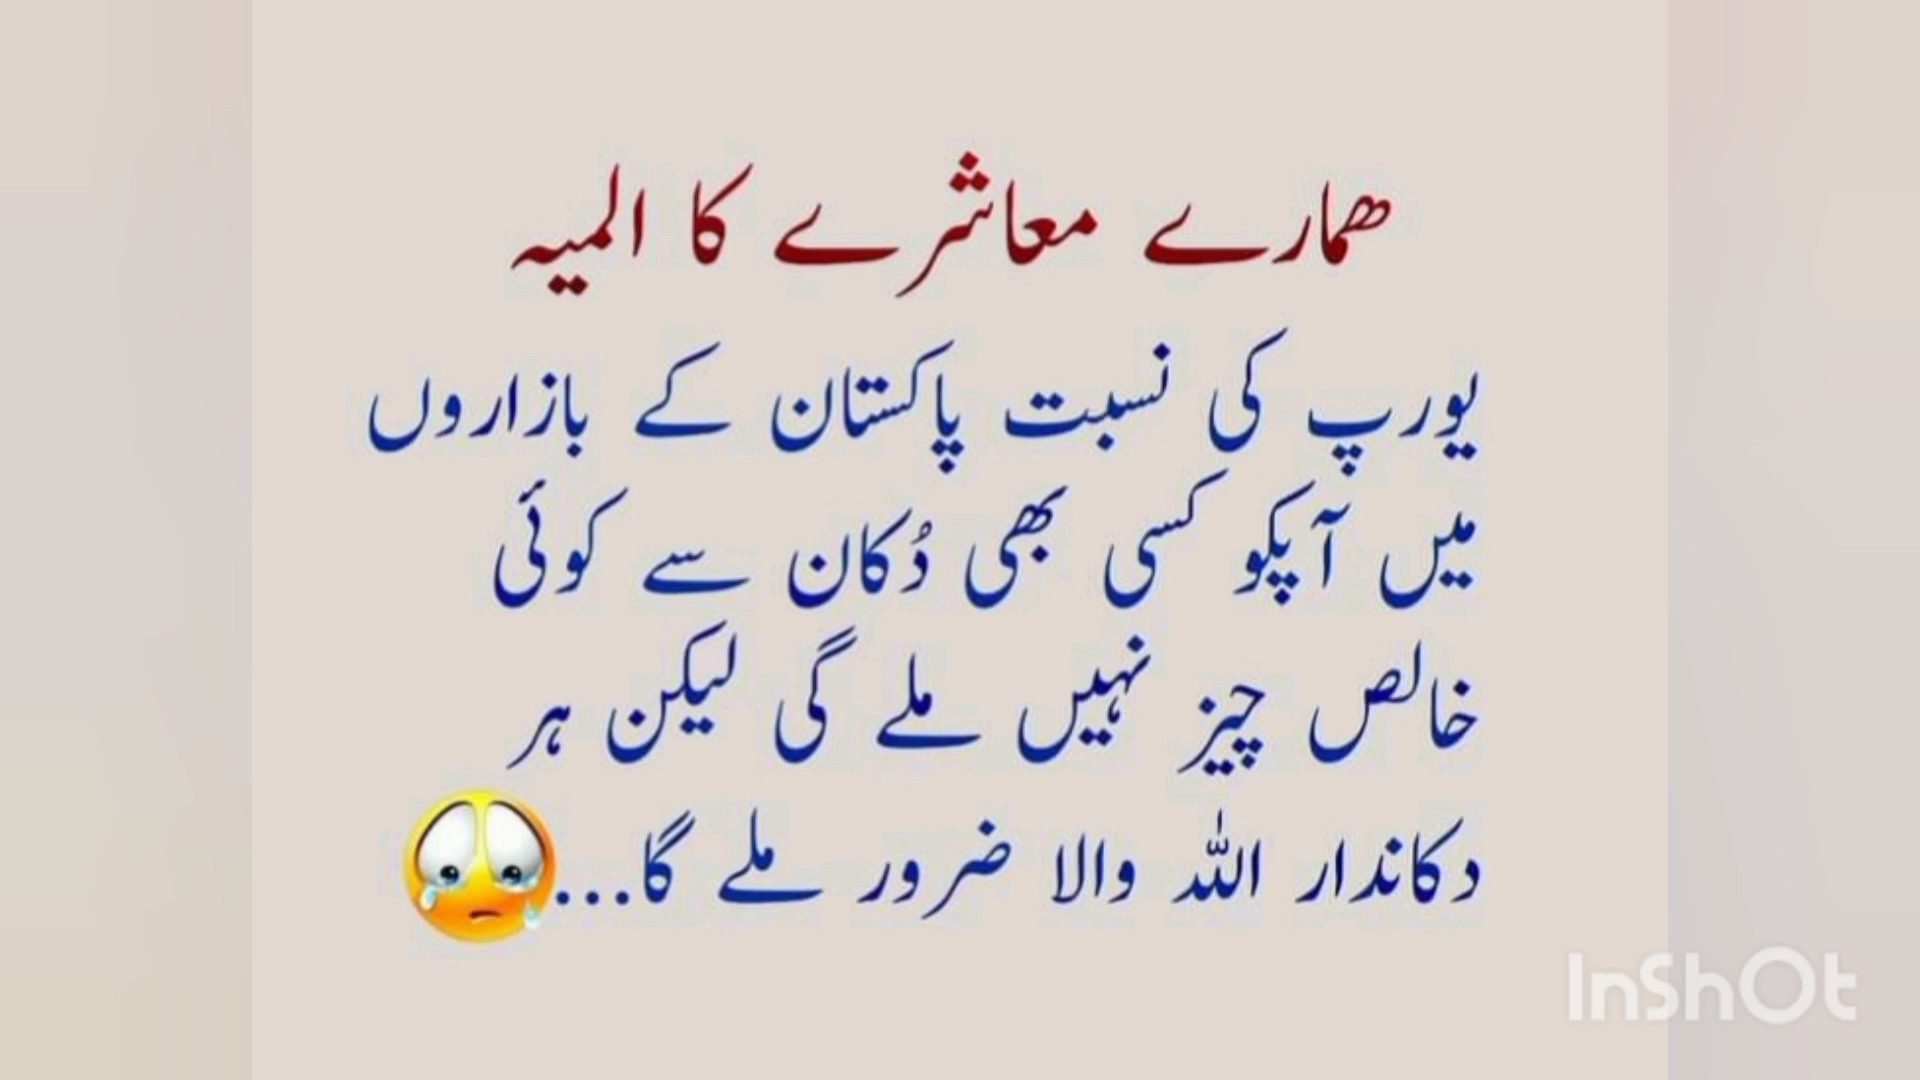 ھمارے معاشرے کا المیہ
یورپ کی نسبت پاکستان کے بازاروں
میں آپکو کسی بھی دُکان سے کوئی
خالص چیز نہیں ملے گی لیکن ہر
دکاندار اللہ والا ضرور ملے گا...
InShOt